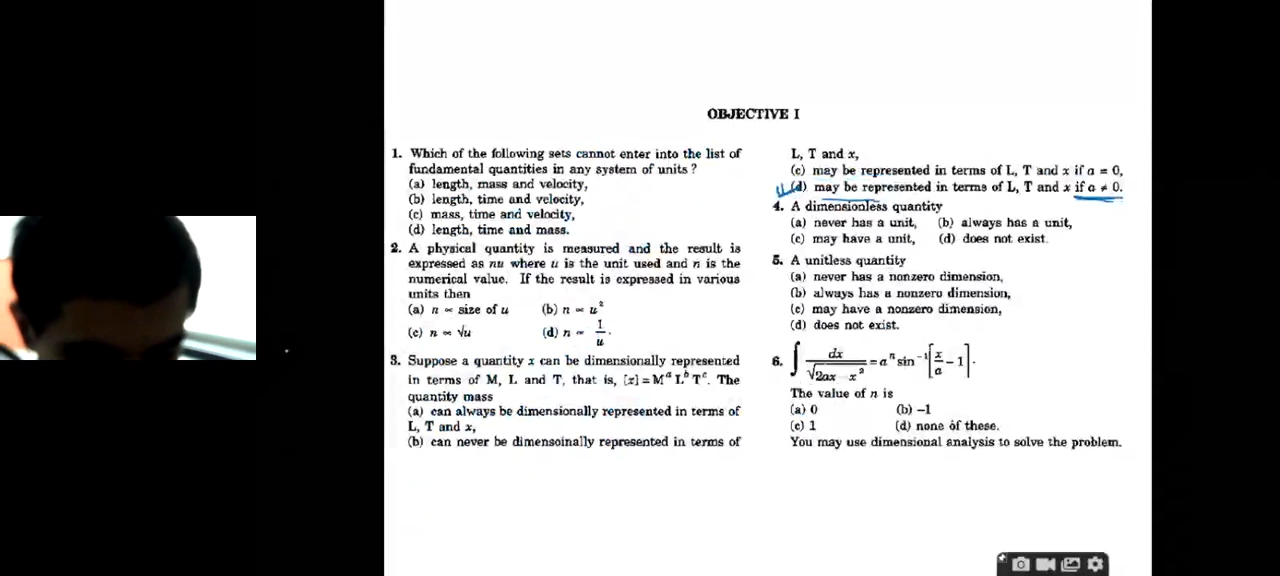 OBJECTIVE I
1. Which of the following sets cannot enter into the list of
fundamental quantities in any system of units ?
(a) length, mass and velocity,
(b) length, time and velocity,
(c) mass, time and velocity,
(d) length, time and mass.
2. A physical quantity is measured and the result is
expressed as nu where u is the unit used and n is the
numerical value. If the result is expressed in various
units then
(a) n ∝ size of u (b) n ∝ u²
(c) n ∝ √u (d) n ∝ 1/u.
3. Suppose a quantity x can be dimensionally represented
in terms of M, L and T, that is, [x] = MᵃLᵇTᶜ. The
quantity mass
(a) can always be dimensionally represented in terms of
L, T and x,
(b) can never be dimensoinally represented in terms of
L, T and x,
(c) may be represented in terms of L, T and x if a = 0,
(d) may be represented in terms of L, T and x if a ≠ 0.
4. A dimensionless quantity
(a) never has a unit, (b) always has a unit,
(c) may have a unit, (d) does not exist.
5. A unitless quantity
(a) never has a nonzero dimension,
(b) always has a nonzero dimension,
(c) may have a nonzero dimension,
(d) does not exist.
6. ∫ dx/√(2ax − x²) = aⁿ sin⁻¹[x/a − 1].
The value of n is
(a) 0 (b) −1
(c) 1 (d) none of these.
You may use dimensional analysis to solve the problem.